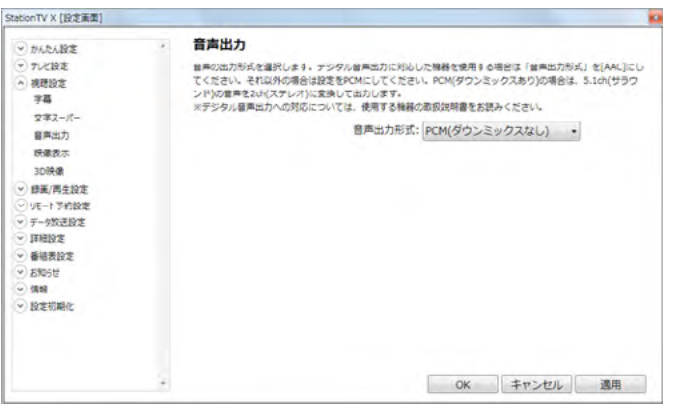 StationTV X [設定画面]
かんたん設定
テレビ設定
視聴設定
字幕
文字スーパー
音声出力
映像表示
3D映像
録画/再生設定
リモート予約設定
データ放送設定
詳細設定
番組表設定
お知らせ
情報
設定初期化
音声出力
音声の出力形式を選択します。デジタル音声出力に対応した機器を使用する場合は「音声出力形式」を[AAC]にし
てください。それ以外の場合は設定をPCMにしてください。PCM(ダウンミックスあり)の場合は、5.1ch(サラウ
ンド)の音声を2ch(ステレオ)に変換して出力します。
※デジタル音声出力への対応については、使用する機器の取扱説明書をお読みください。
音声出力形式: PCM(ダウンミックスなし)
OK キャンセル 適用